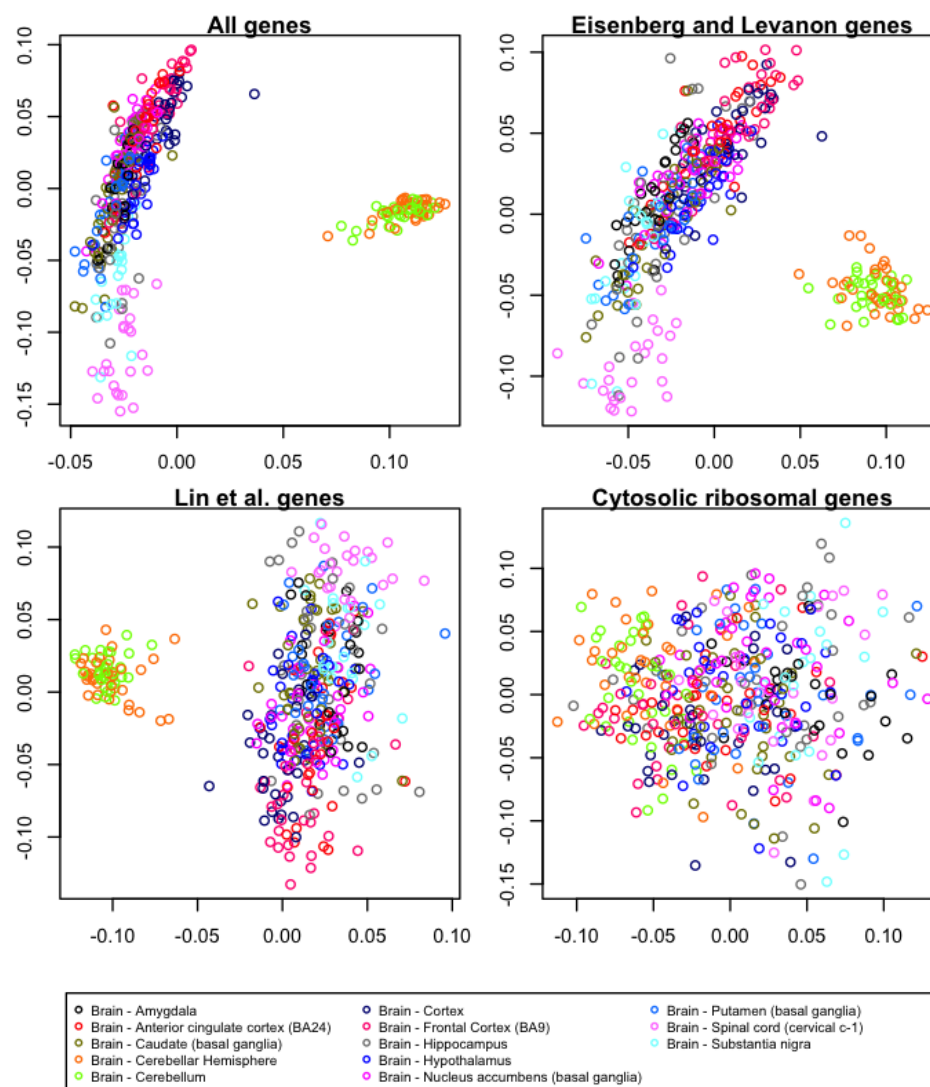 All genes
0.10
0.05
0.00
-0.05
-0.10
-0.15
-0.05 0.00 0.05 0.10
Eisenberg and Levanon genes
0.10
0.05
0.00
-0.05
-0.10
-0.05 0.00 0.05 0.10
Lin et al. genes
0.10
0.05
0.00
-0.05
-0.10
-0.10 -0.05 0.00 0.05 0.10
Cytosolic ribosomal genes
0.10
0.05
0.00
-0.05
-0.10
-0.15
-0.10 -0.05 0.00 0.05 0.10
Brain - Amygdala
Brain - Anterior cingulate cortex (BA24)
Brain - Caudate (basal ganglia)
Brain - Cerebellar Hemisphere
Brain - Cerebellum
Brain - Cortex
Brain - Frontal Cortex (BA9)
Brain - Hippocampus
Brain - Hypothalamus
Brain - Nucleus accumbens (basal ganglia)
Brain - Putamen (basal ganglia)
Brain - Spinal cord (cervical c-1)
Brain - Substantia nigra